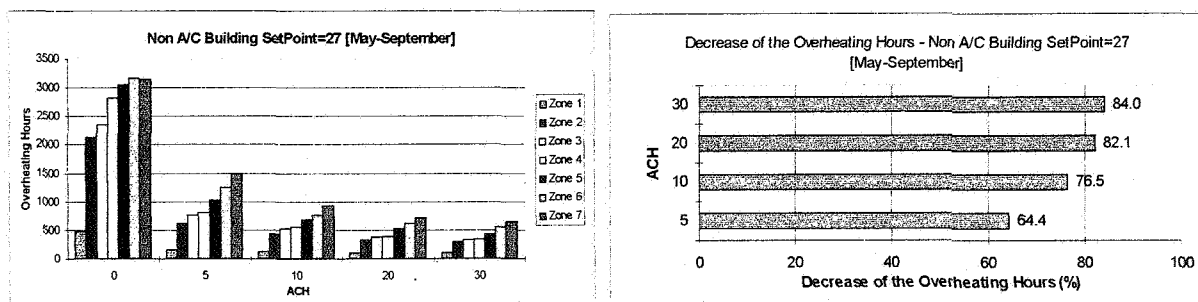 Non A/C Building SetPoint=27 [May-September]
Overheating Hours
3500
3000
2500
2000
1500
1000
500
0
0
5
10
20
30
ACH
Zone 1
Zone 2
Zone 3
Zone 4
Zone 5
Zone 6
Zone 7
Decrease of the Overheating Hours - Non A/C Building SetPoint=27
[May-September]
ACH
30
84.0
20
82.1
10
76.5
5
64.4
0
20
40
60
80
100
Decrease of the Overheating Hours (%)